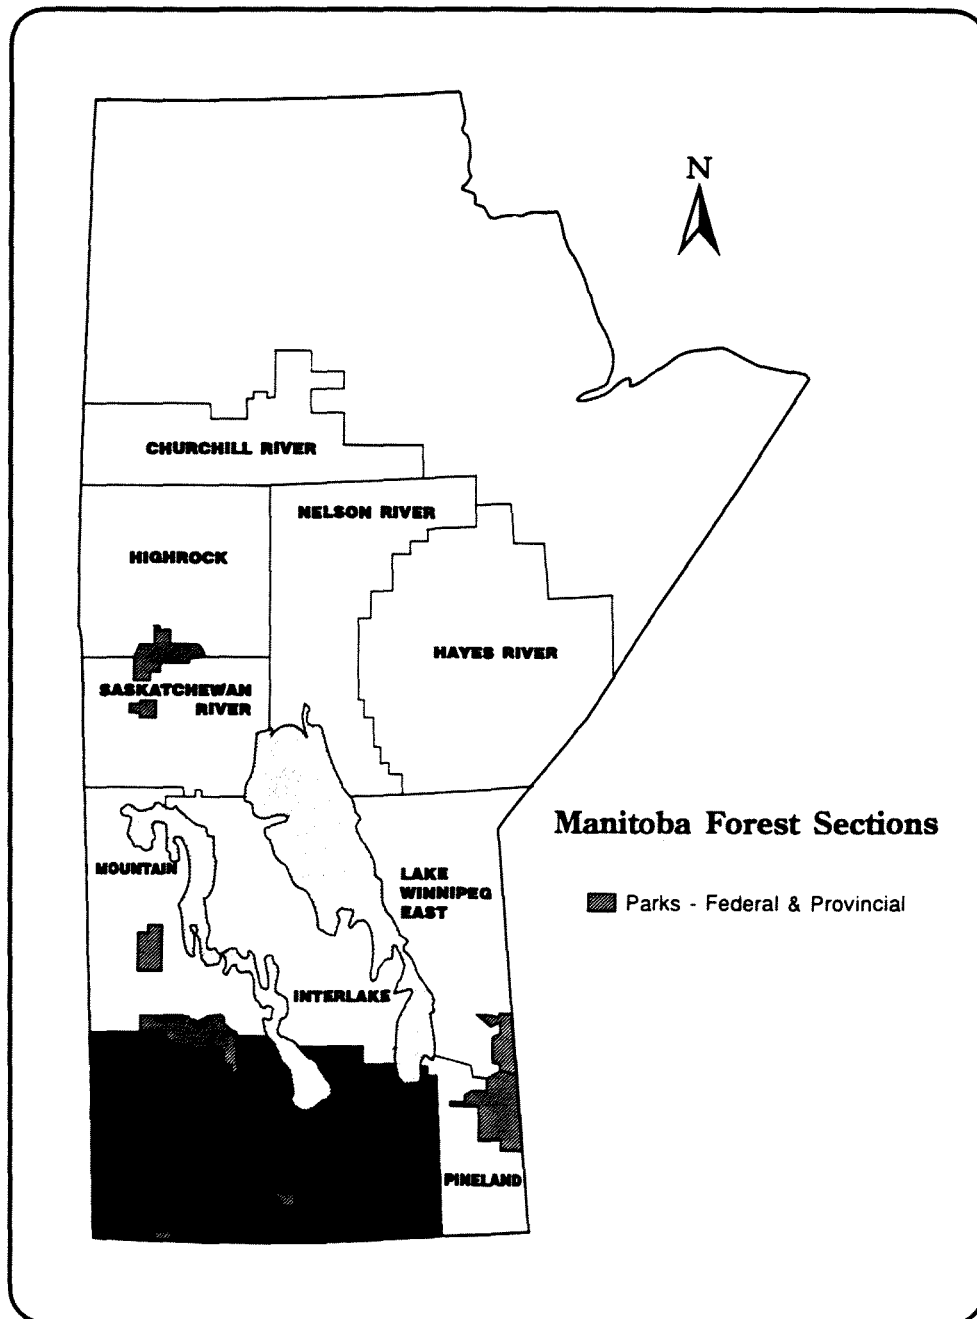 N
CHURCHILL RIVER
NELSON RIVER
HIGHROCK
HAYES RIVER
SASKATCHEWAN
RIVER
Manitoba Forest Sections
MOUNTAIN
LAKE
WINNIPEG
EAST
Parks - Federal & Provincial
INTERLAKE
PINELAND